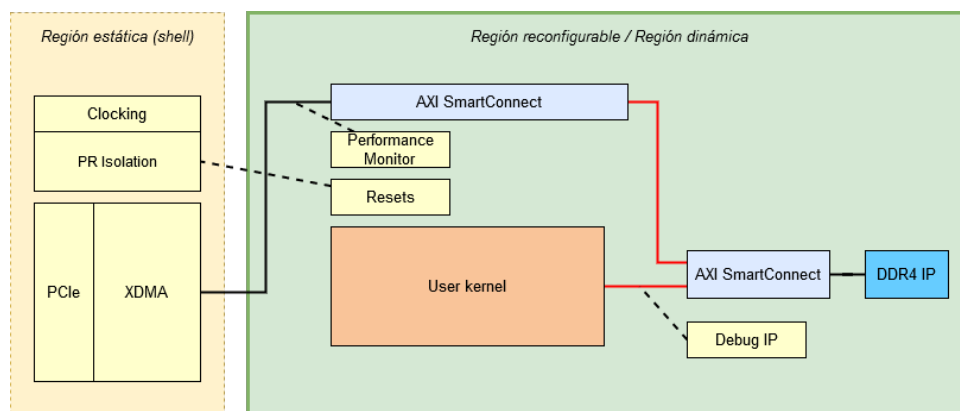 Región estática (shell)
Región reconfigurable / Región dinámica
Clocking
PR Isolation
PCIe
XDMA
AXI SmartConnect
Performance
Monitor
Resets
User kernel
AXI SmartConnect
DDR4 IP
Debug IP